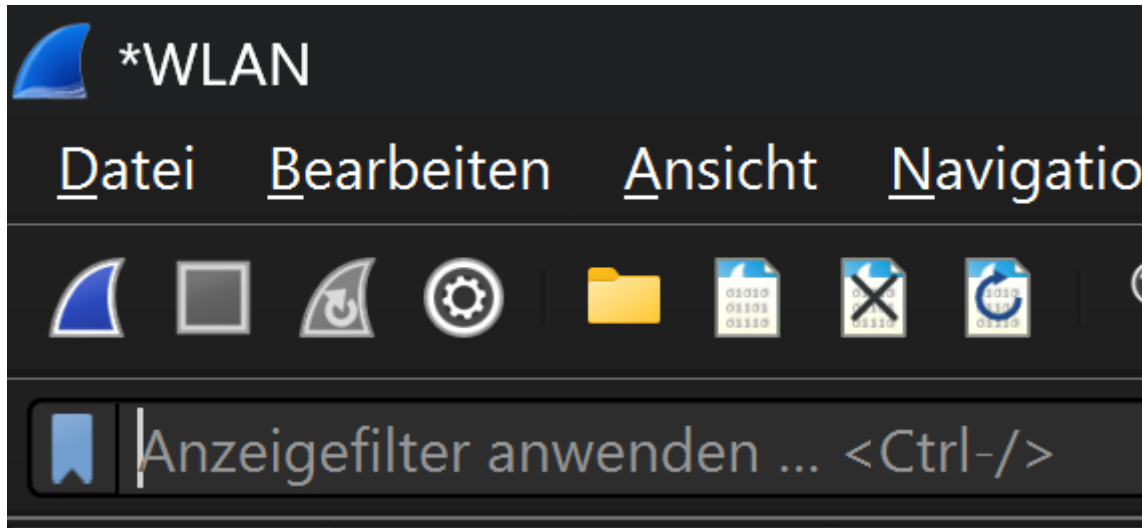 *WLAN
Datei Bearbeiten Ansicht Navigatio
Anzeigefilter anwenden ... <Ctrl-/>